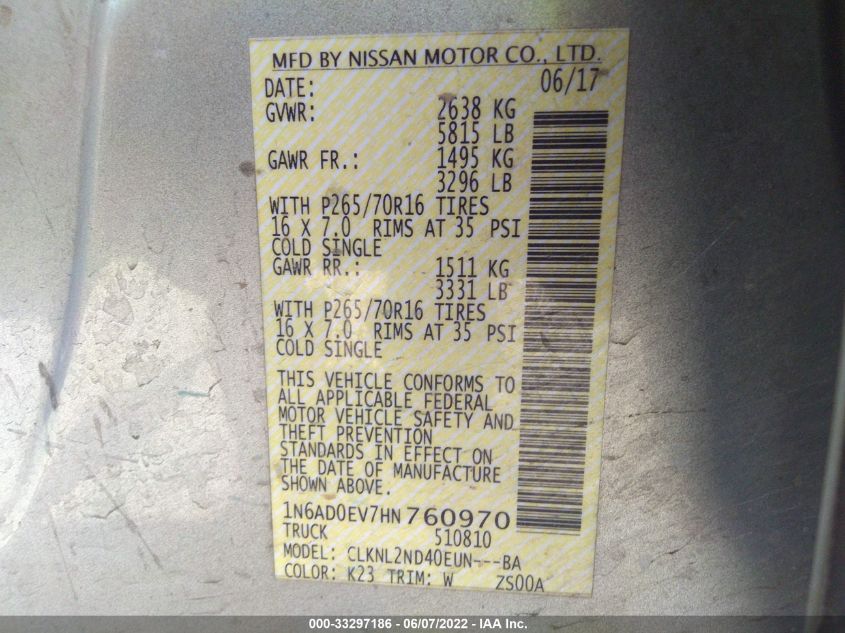 MFD BY NISSAN MOTOR CO., LTD.
DATE: 06/17
GVWR: 2638 KG
5815 LB
GAWR FR.: 1495 KG
3296 LB
WITH P265/70R16 TIRES
16 X 7.0 RIMS AT 35 PSI
COLD SINGLE
GAWR RR.: 1511 KG
3331 LB
WITH P265/70R16 TIRES
16 X 7.0 RIMS AT 35 PSI
COLD SINGLE
THIS VEHICLE CONFORMS TO
ALL APPLICABLE FEDERAL
MOTOR VEHICLE SAFETY AND
THEFT PREVENTION
STANDARDS IN EFFECT ON
THE DATE OF MANUFACTURE
SHOWN ABOVE.
1N6AD0EV7HN760970
TRUCK 510810
MODEL: CLKNL2ND40EUN---BA
COLOR: K23 TRIM: W ZS00A
000-33297186 - 06/07/2022 - IAA Inc.